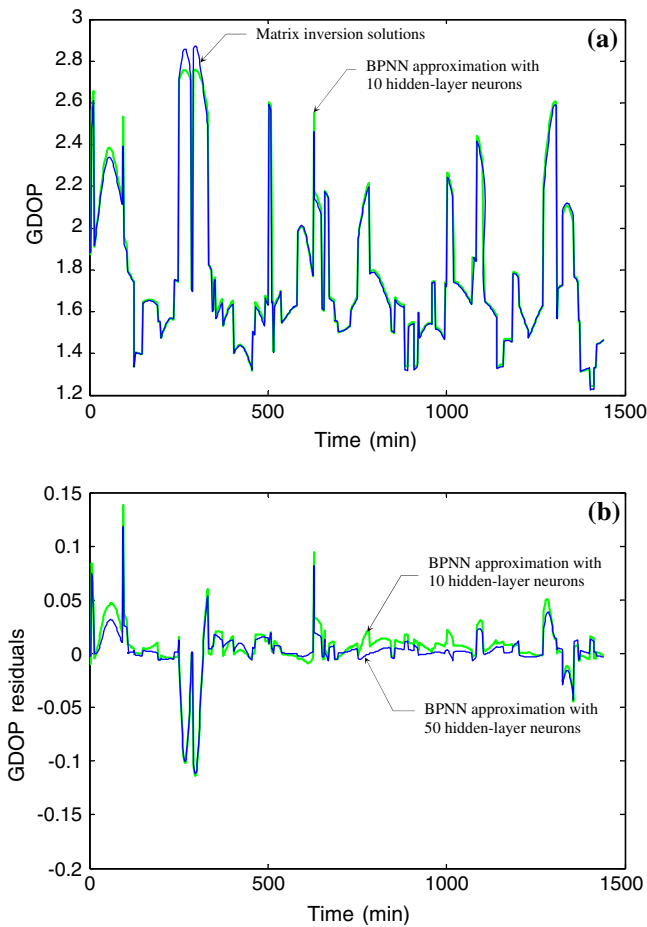 3
2.8
2.6
2.4
2.2
2
1.8
1.6
1.4
1.2
GDOP
Matrix inversion solutions
(a)
BPNN approximation with
10 hidden-layer neurons
0
500
1000
1500
Time (min)
0.15
0.1
0.05
0
-0.05
-0.1
-0.15
-0.2
GDOP residuals
(b)
BPNN approximation with
10 hidden-layer neurons
BPNN approximation with
50 hidden-layer neurons
0
500
1000
1500
Time (min)